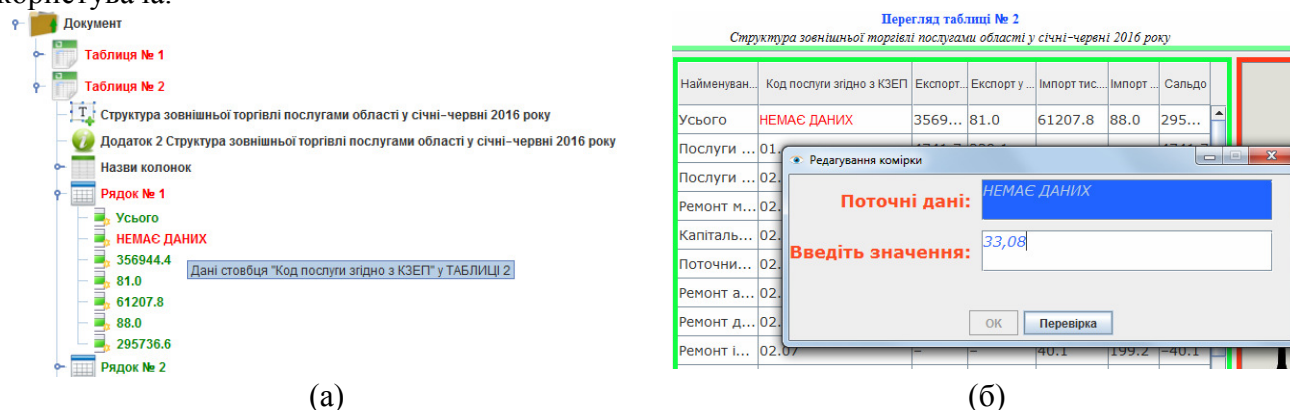 Документ
Таблиця № 1
Таблиця № 2
Структура зовнішньої торгівлі послугами області у січні-червні 2016 року
Додаток 2 Структура зовнішньої торгівлі послугами області у січні-червні 2016 року
Назви колонок
Рядок № 1
Усього
НЕМАЄ ДАНИХ
356944.4
Дані стовбця "Код послуги згідно з КЗЕП" у ТАБЛИЦІ 2
81.0
61207.8
88.0
295736.6
Рядок № 2
(а)
Перегляд таблиці № 2
Структура зовнішньої торгівлі послугами області у січні-червні 2016 року
Найменуван... Код послуги згідно з КЗЕП Експорт... Експорт у ... Імпорт тис... Імпорт ... Сальдо
Усього НЕМАЄ ДАНИХ 3569... 81.0 61207.8 88.0 295...
Послуги ... 01.
Послуги ... 02.
Ремонт м... 02.
Капіталь... 02.
Поточни... 02.
Ремонт а... 02.
Ремонт д... 02.
Ремонт і... 02.07 – – 40.1 199.2 –40.1
Редагування комірки
Поточні дані: НЕМАЄ ДАНИХ
Введіть значення: 33,08
OK Перевірка
(б)